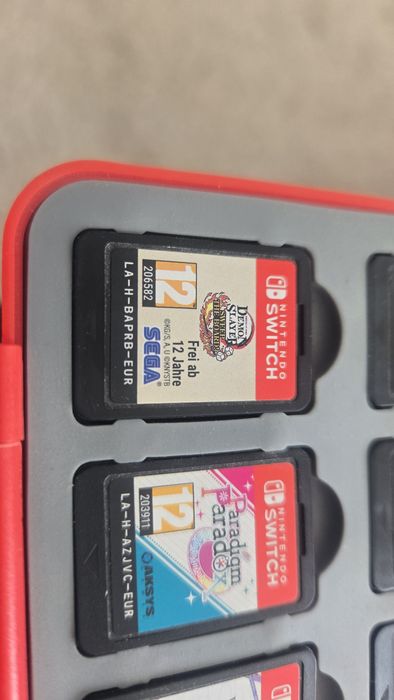 NINTENDO
SWITCH
DEMON
SLAYER
12
206582
Frei ab
12 Jahre
SEGA
LA-H-BAPRB-EUR
NINTENDO
SWITCH
Paradigm
Paradox
12
203911
AKSYS
LA-H-AZJVC-EUR